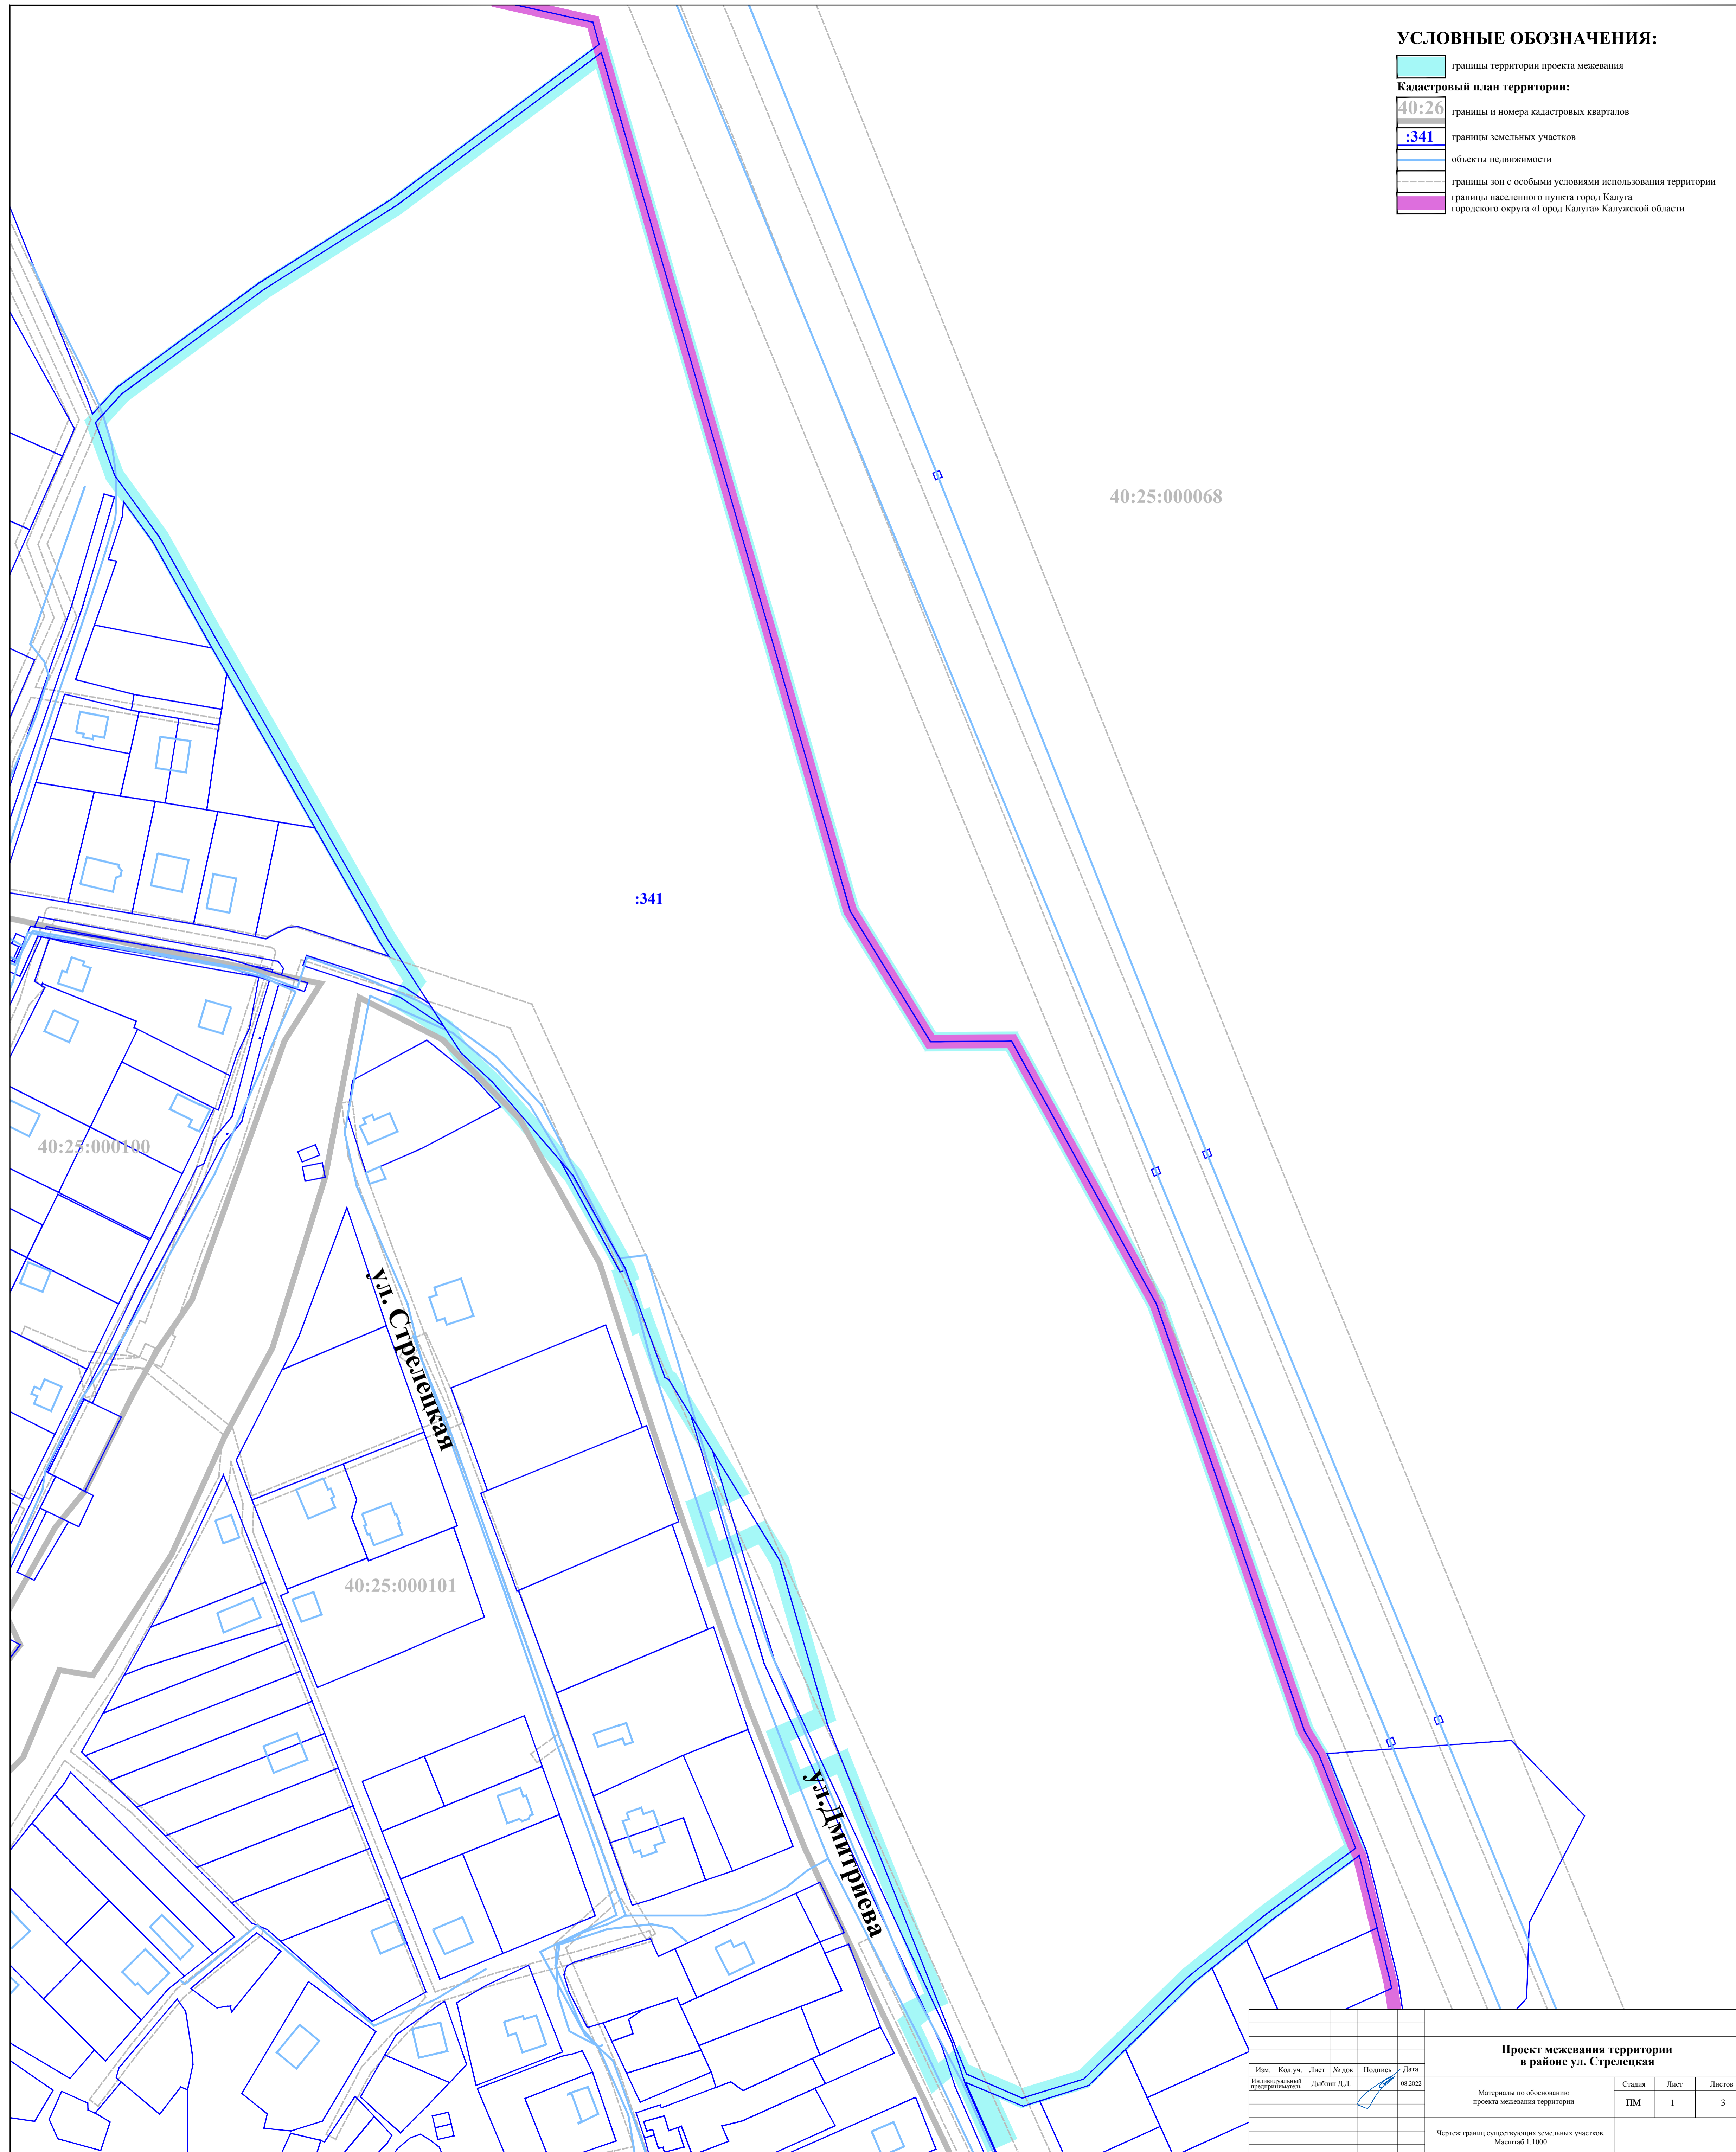 УСЛОВНЫЕ ОБОЗНАЧЕНИЯ:
границы территории проекта межевания
Кадастровый план территории:
40:26
границы и номера кадастровых кварталов
:341
границы земельных участков
объекты недвижимости
границы зон с особыми условиями использования территории
границы населенного пункта город Калуга
городского округа «Город Калуга» Калужской области
40:25:000068
:341
40:25:000100
ул. Стрелецкая
40:25:000101
ул.Дмитриева
Проект межевания территории
в районе ул. Стрелецкая
Изм. Кол.уч. Лист № док Подпись Дата
Индивидуальный
предприниматель
Дыблин Д.Д.
08.2022
Материалы по обоснованию
проекта межевания территории
Стадия Лист Листов
ПМ 1 3
Чертеж границ существующих земельных участков.
Масштаб 1:1000